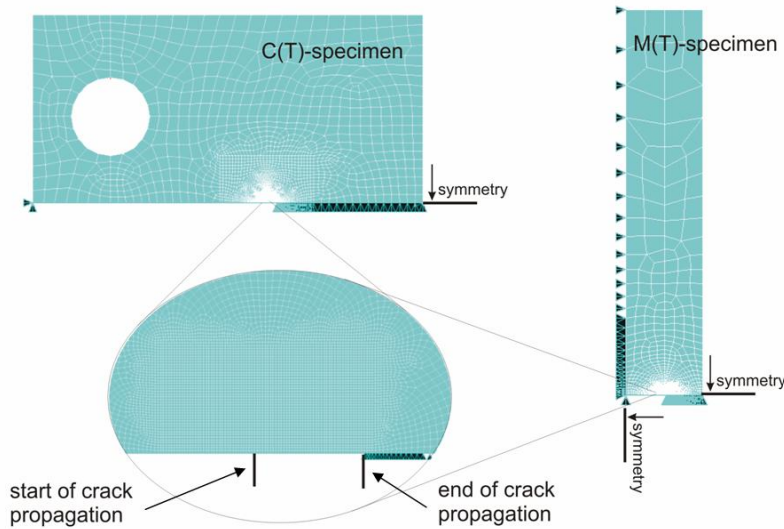 C(T)-specimen
M(T)-specimen
symmetry
symmetry
symmetry
start of crack
propagation
end of crack
propagation